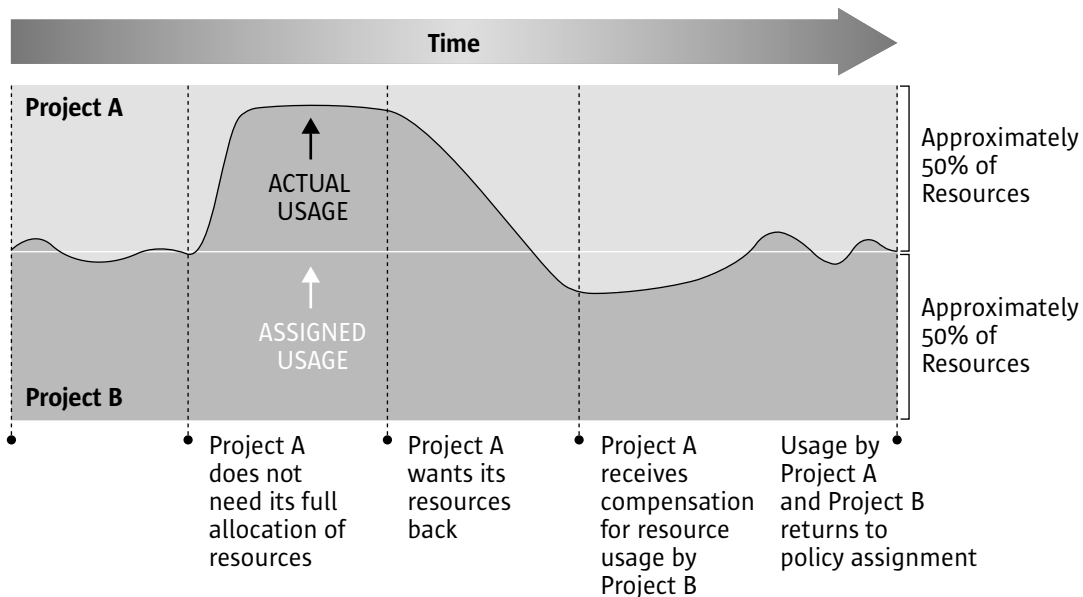 Time
Project A
Approximately
50% of
Resources
ACTUAL
USAGE
ASSIGNED
USAGE
Approximately
50% of
Resources
Project B
Project A
does not
need its full
allocation of
resources
Project A
wants its
resources
back
Project A
receives
compensation
for resource
usage by
Project B
Usage by
Project A
and Project B
returns to
policy assignment